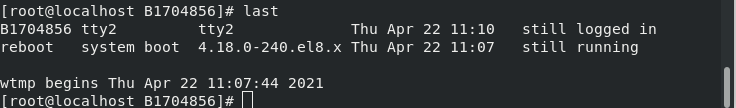 [root@localhost B1704856]# last
B1704856 tty2         tty2             Thu Apr 22 11:10   still logged in
reboot   system boot  4.18.0-240.el8.x Thu Apr 22 11:07   still running
wtmp begins Thu Apr 22 11:07:44 2021
[root@localhost B1704856]#